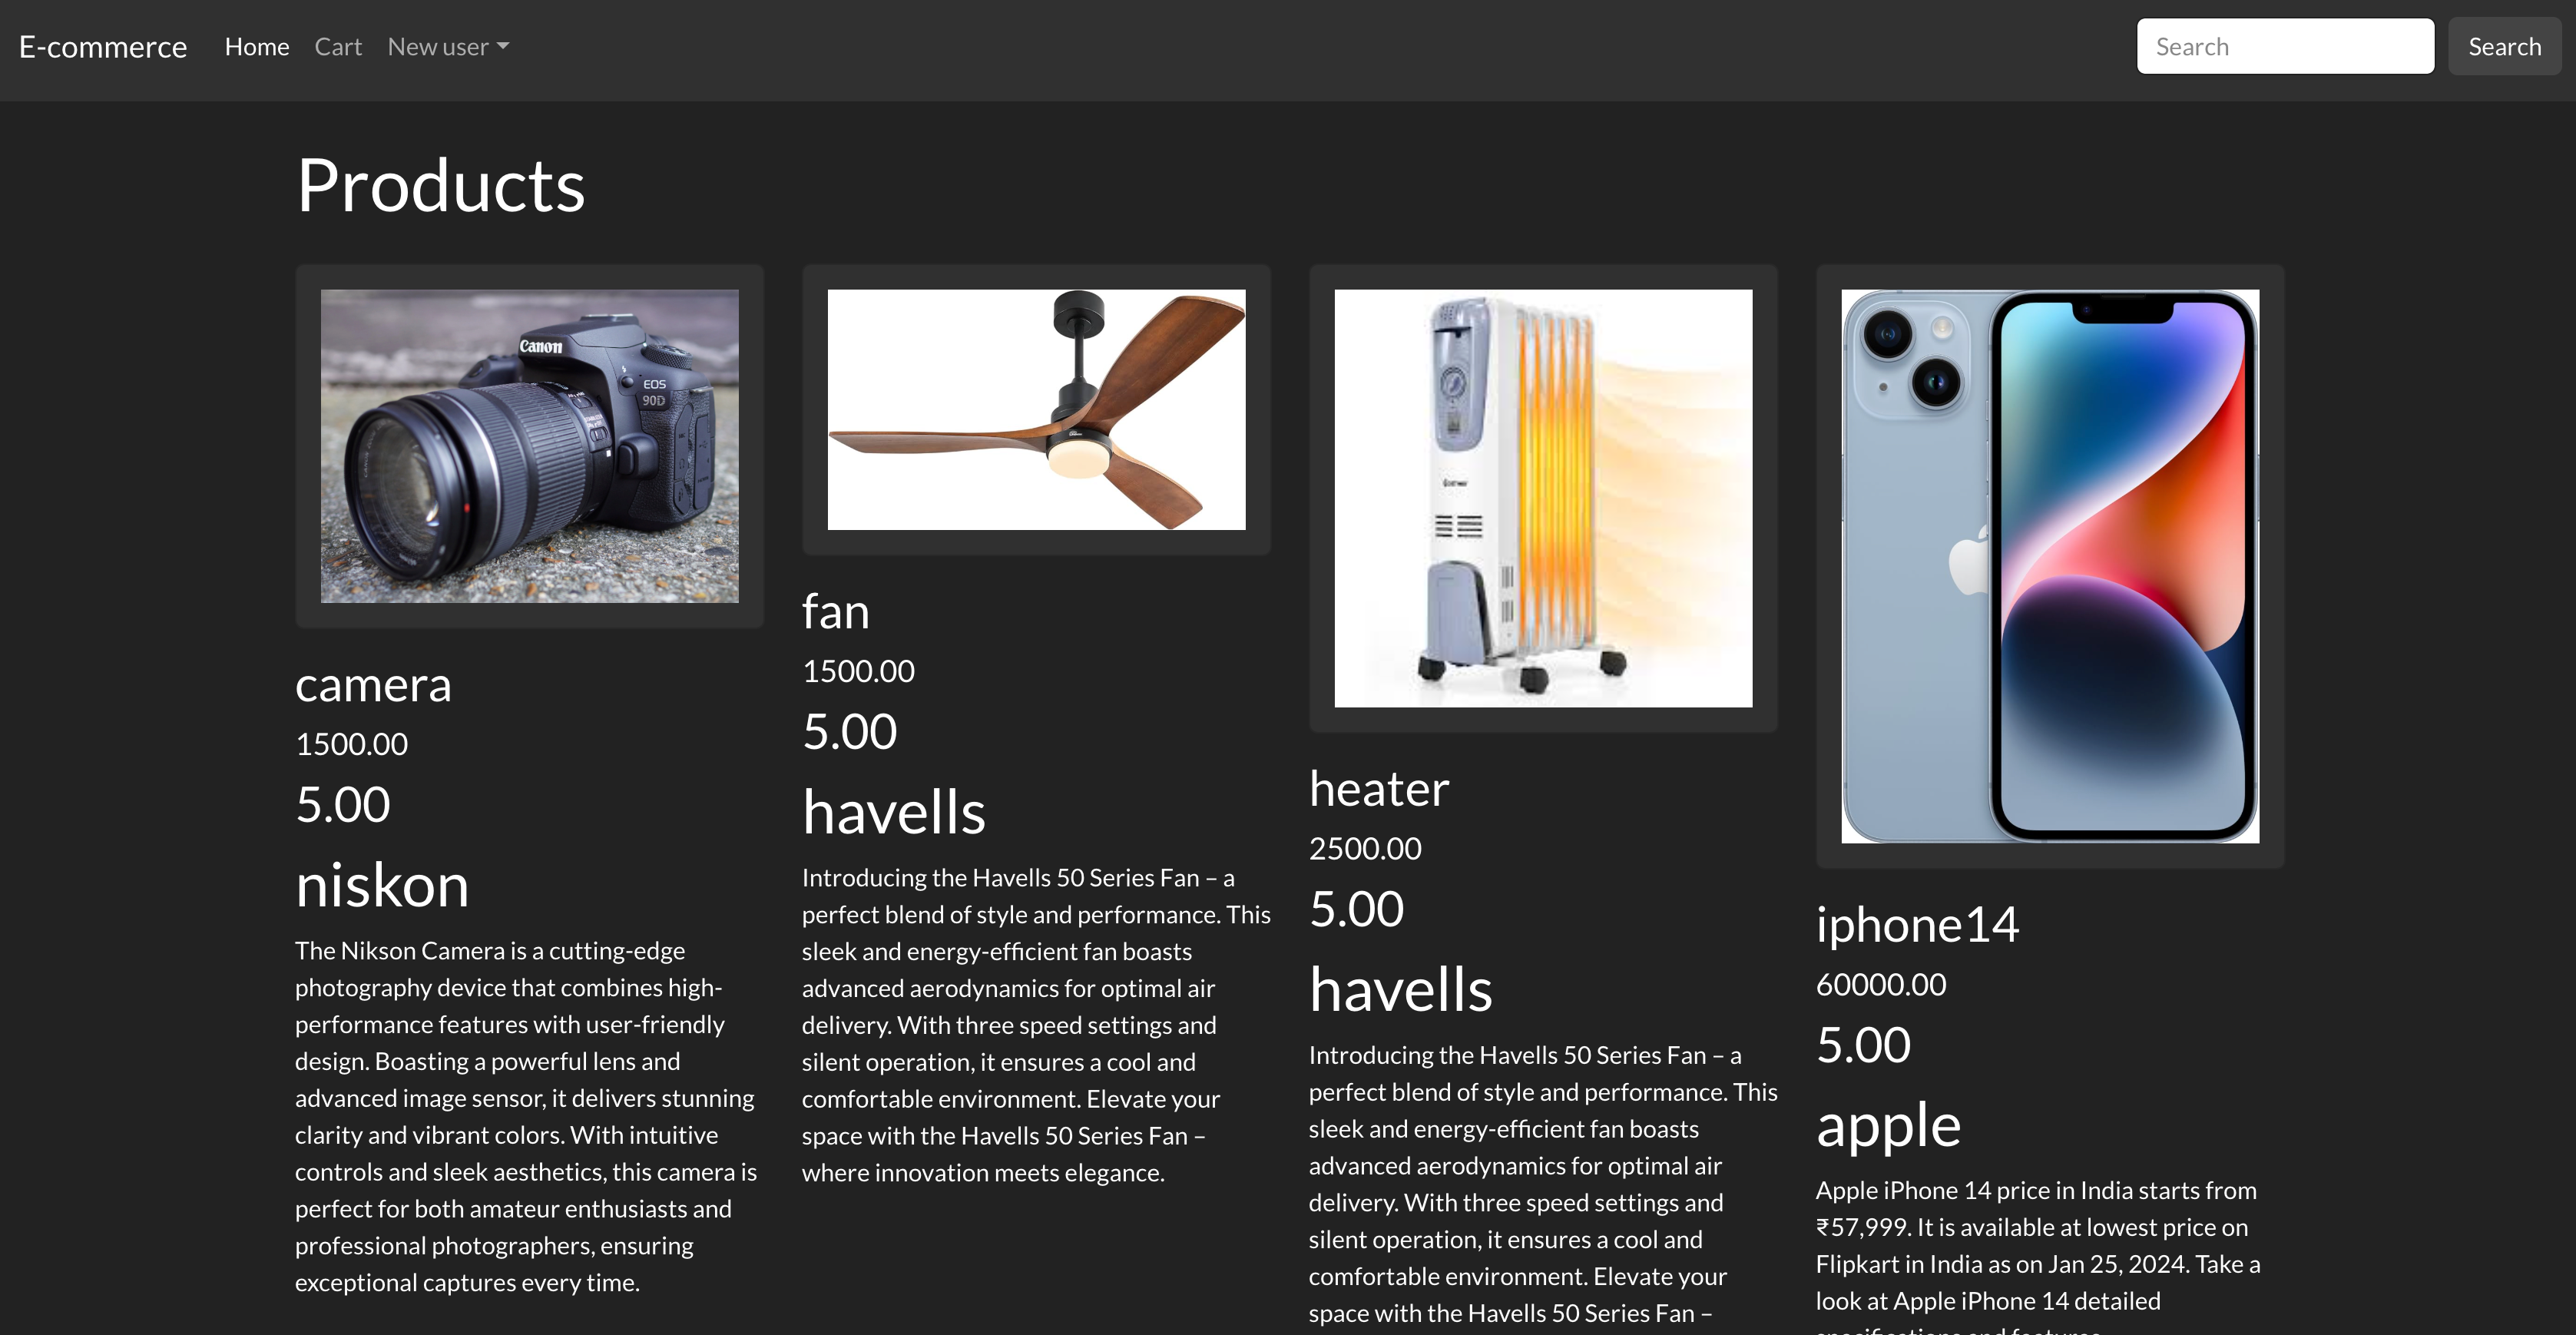 E-commerce Home Cart New user Search Search
Products
Canon
EOS
90D
camera
1500.00
5.00
niskon
The Nikson Camera is a cutting-edge
photography device that combines high-
performance features with user-friendly
design. Boasting a powerful lens and
advanced image sensor, it delivers stunning
clarity and vibrant colors. With intuitive
controls and sleek aesthetics, this camera is
perfect for both amateur enthusiasts and
professional photographers, ensuring
exceptional captures every time.
fan
1500.00
5.00
havells
Introducing the Havells 50 Series Fan – a
perfect blend of style and performance. This
sleek and energy-efficient fan boasts
advanced aerodynamics for optimal air
delivery. With three speed settings and
silent operation, it ensures a cool and
comfortable environment. Elevate your
space with the Havells 50 Series Fan –
where innovation meets elegance.
heater
2500.00
5.00
havells
Introducing the Havells 50 Series Fan – a
perfect blend of style and performance. This
sleek and energy-efficient fan boasts
advanced aerodynamics for optimal air
delivery. With three speed settings and
silent operation, it ensures a cool and
comfortable environment. Elevate your
space with the Havells 50 Series Fan –
iphone14
60000.00
5.00
apple
Apple iPhone 14 price in India starts from
₹57,999. It is available at lowest price on
Flipkart in India as on Jan 25, 2024. Take a
look at Apple iPhone 14 detailed